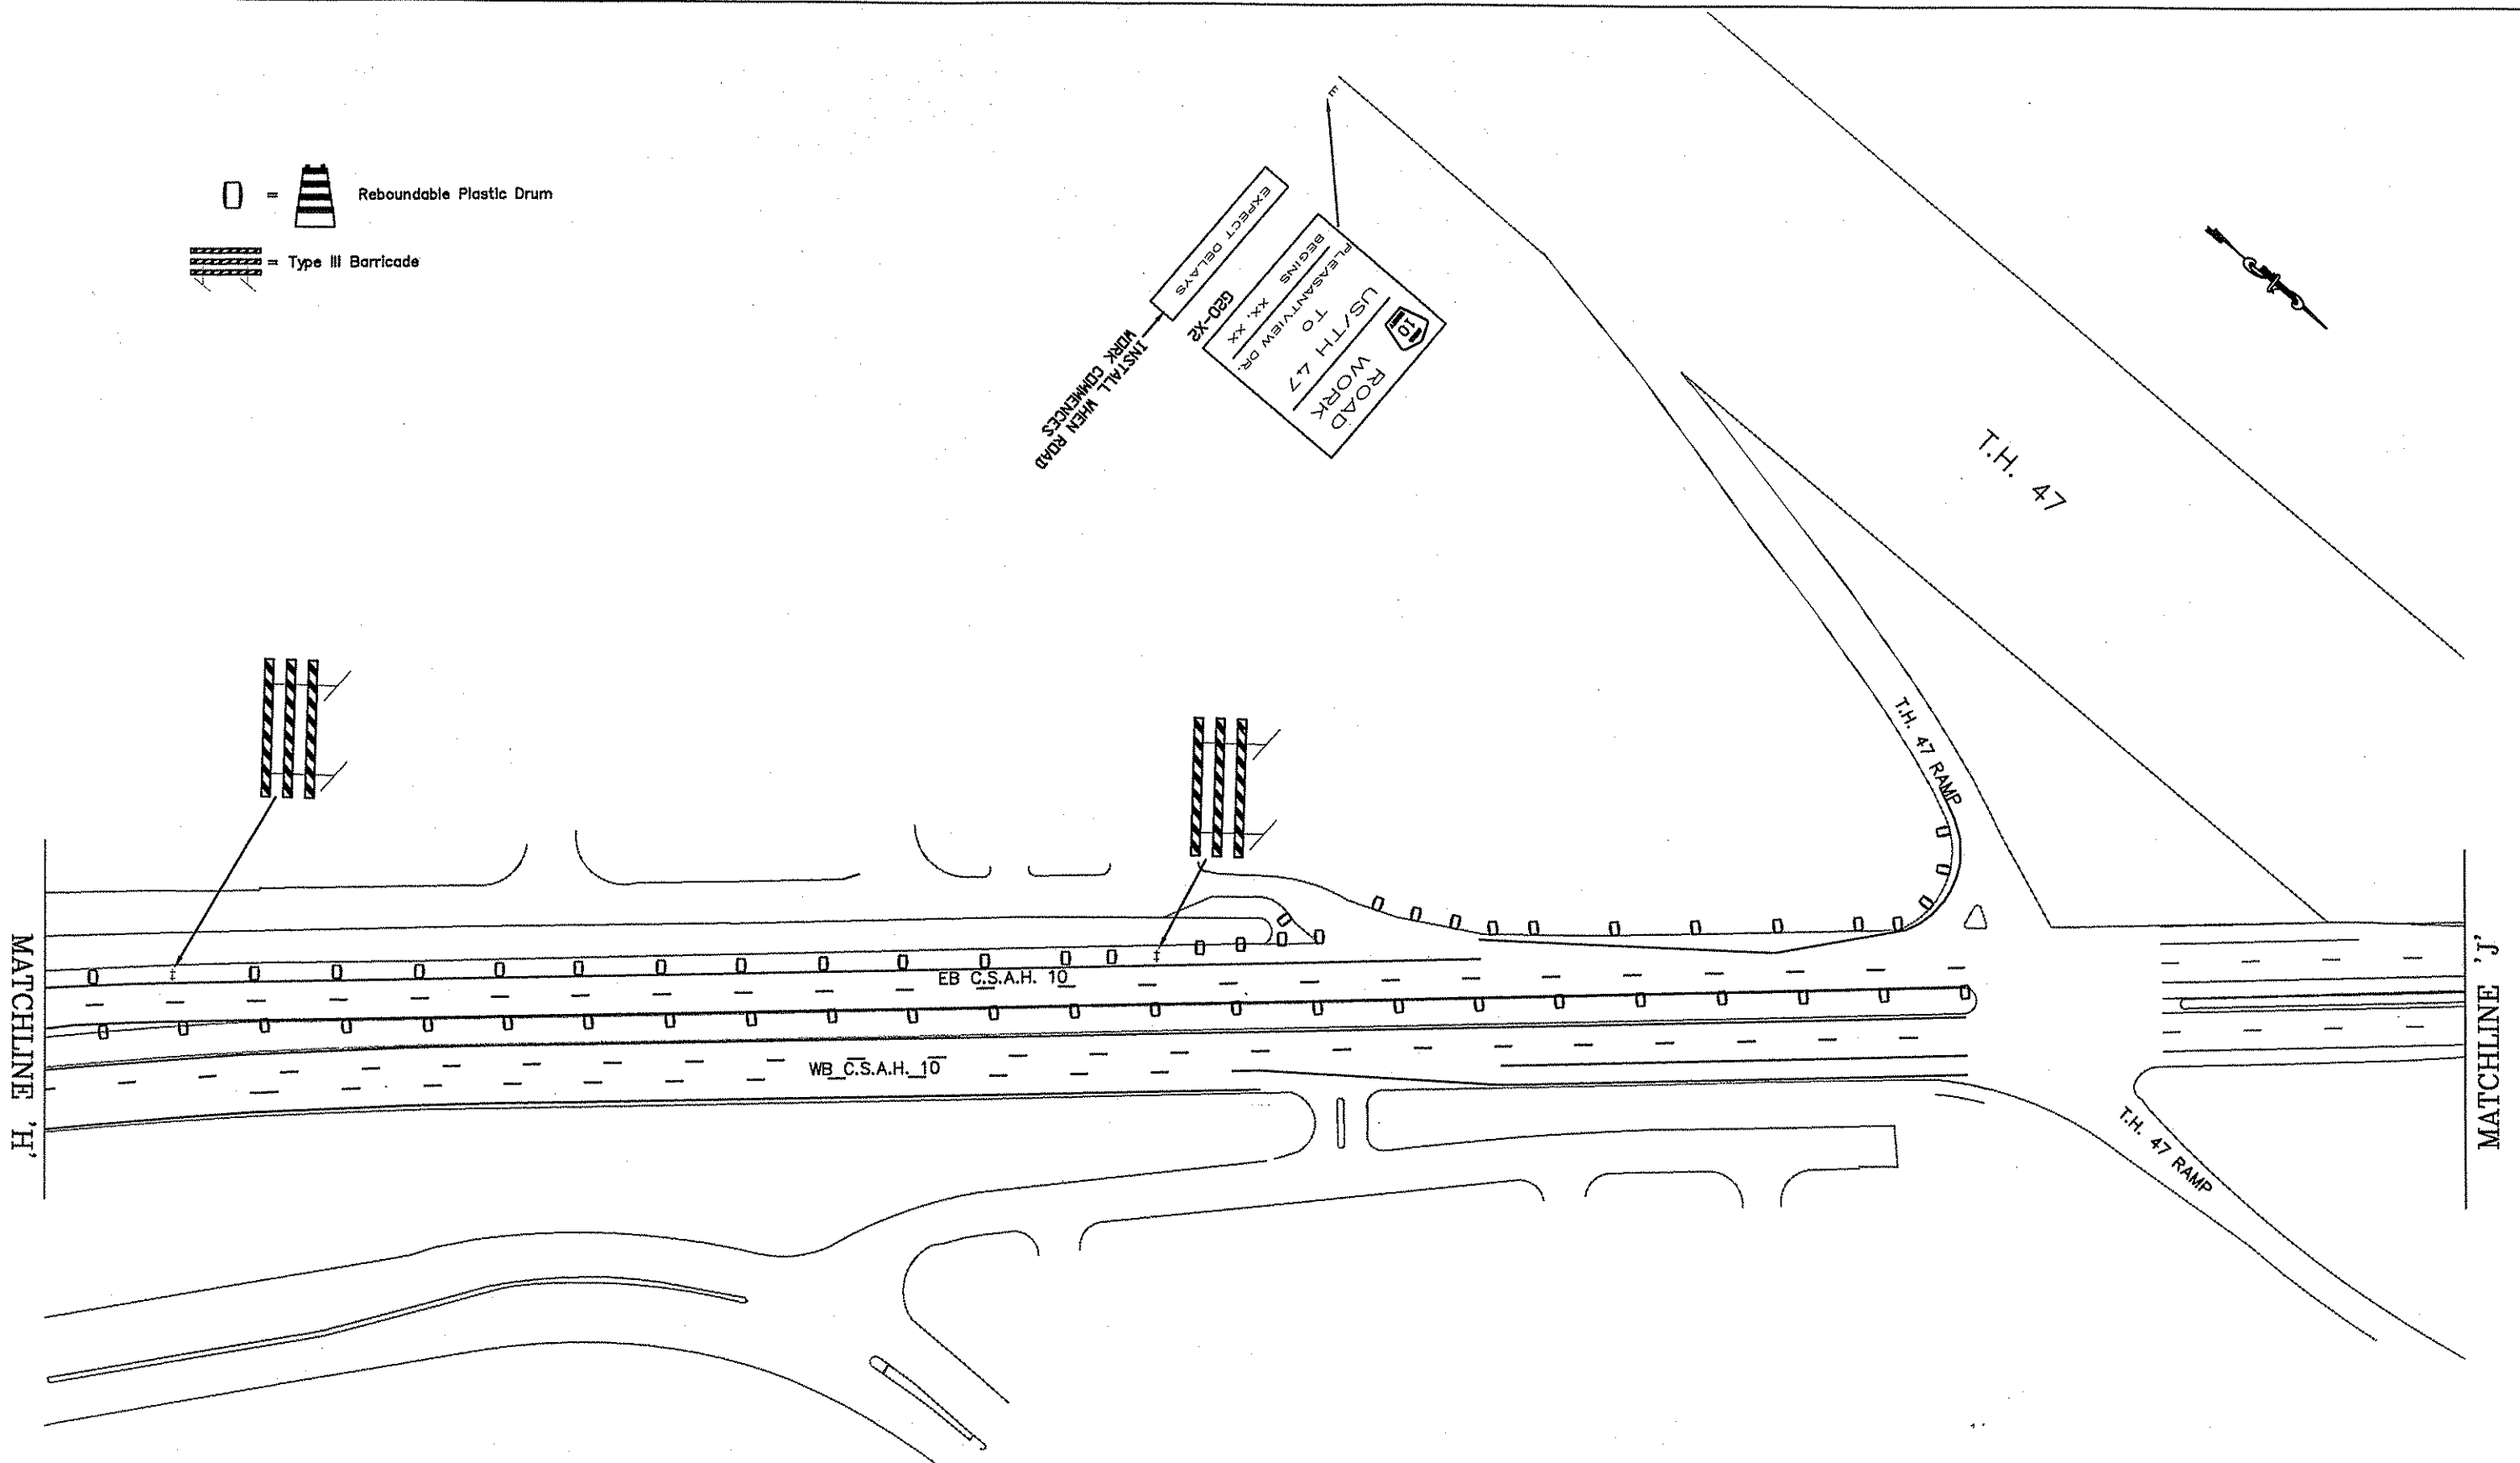 Reboundable Plastic Drum
= Type III Barricade
EXPECT DELAYS
INSTALL WHEN ROAD
WORK COMMENCES
10
ROAD
WORK
US/TH 47
TO
PLEASANTVIEW DR.
BEGINS XX, XX
G20-X2
T.H. 47
T.H. 47 RAMP
EB C.S.A.H. 10
WB C.S.A.H. 10
T.H. 47 RAMP
MATCHLINE 'H'
MATCHLINE 'J'